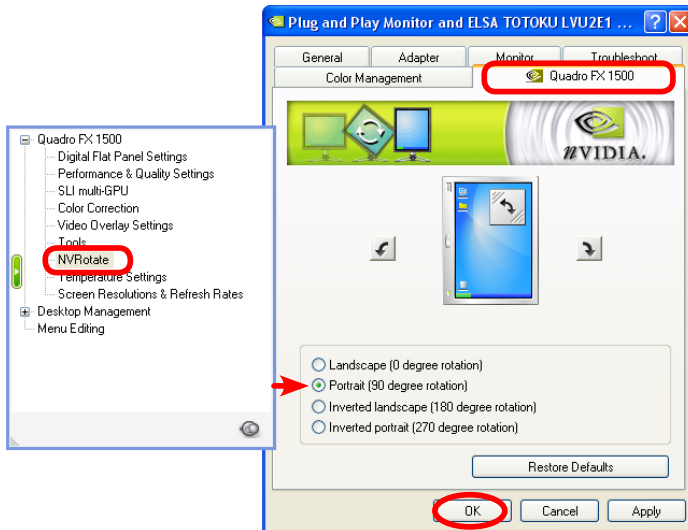 Plug and Play Monitor and ELSA TOTOKU LVU2E1 ...
General Adapter Monitor Troubleshoot
Color Management Quadro FX 1500
nVIDIA.
Quadro FX 1500
Digital Flat Panel Settings
Performance & Quality Settings
SLI multi-GPU
Color Correction
Video Overlay Settings
Tools
NVRotate
Temperature Settings
Screen Resolutions & Refresh Rates
Desktop Management
Menu Editing
Landscape (0 degree rotation)
Portrait (90 degree rotation)
Inverted landscape (180 degree rotation)
Inverted portrait (270 degree rotation)
Restore Defaults
OK Cancel Apply